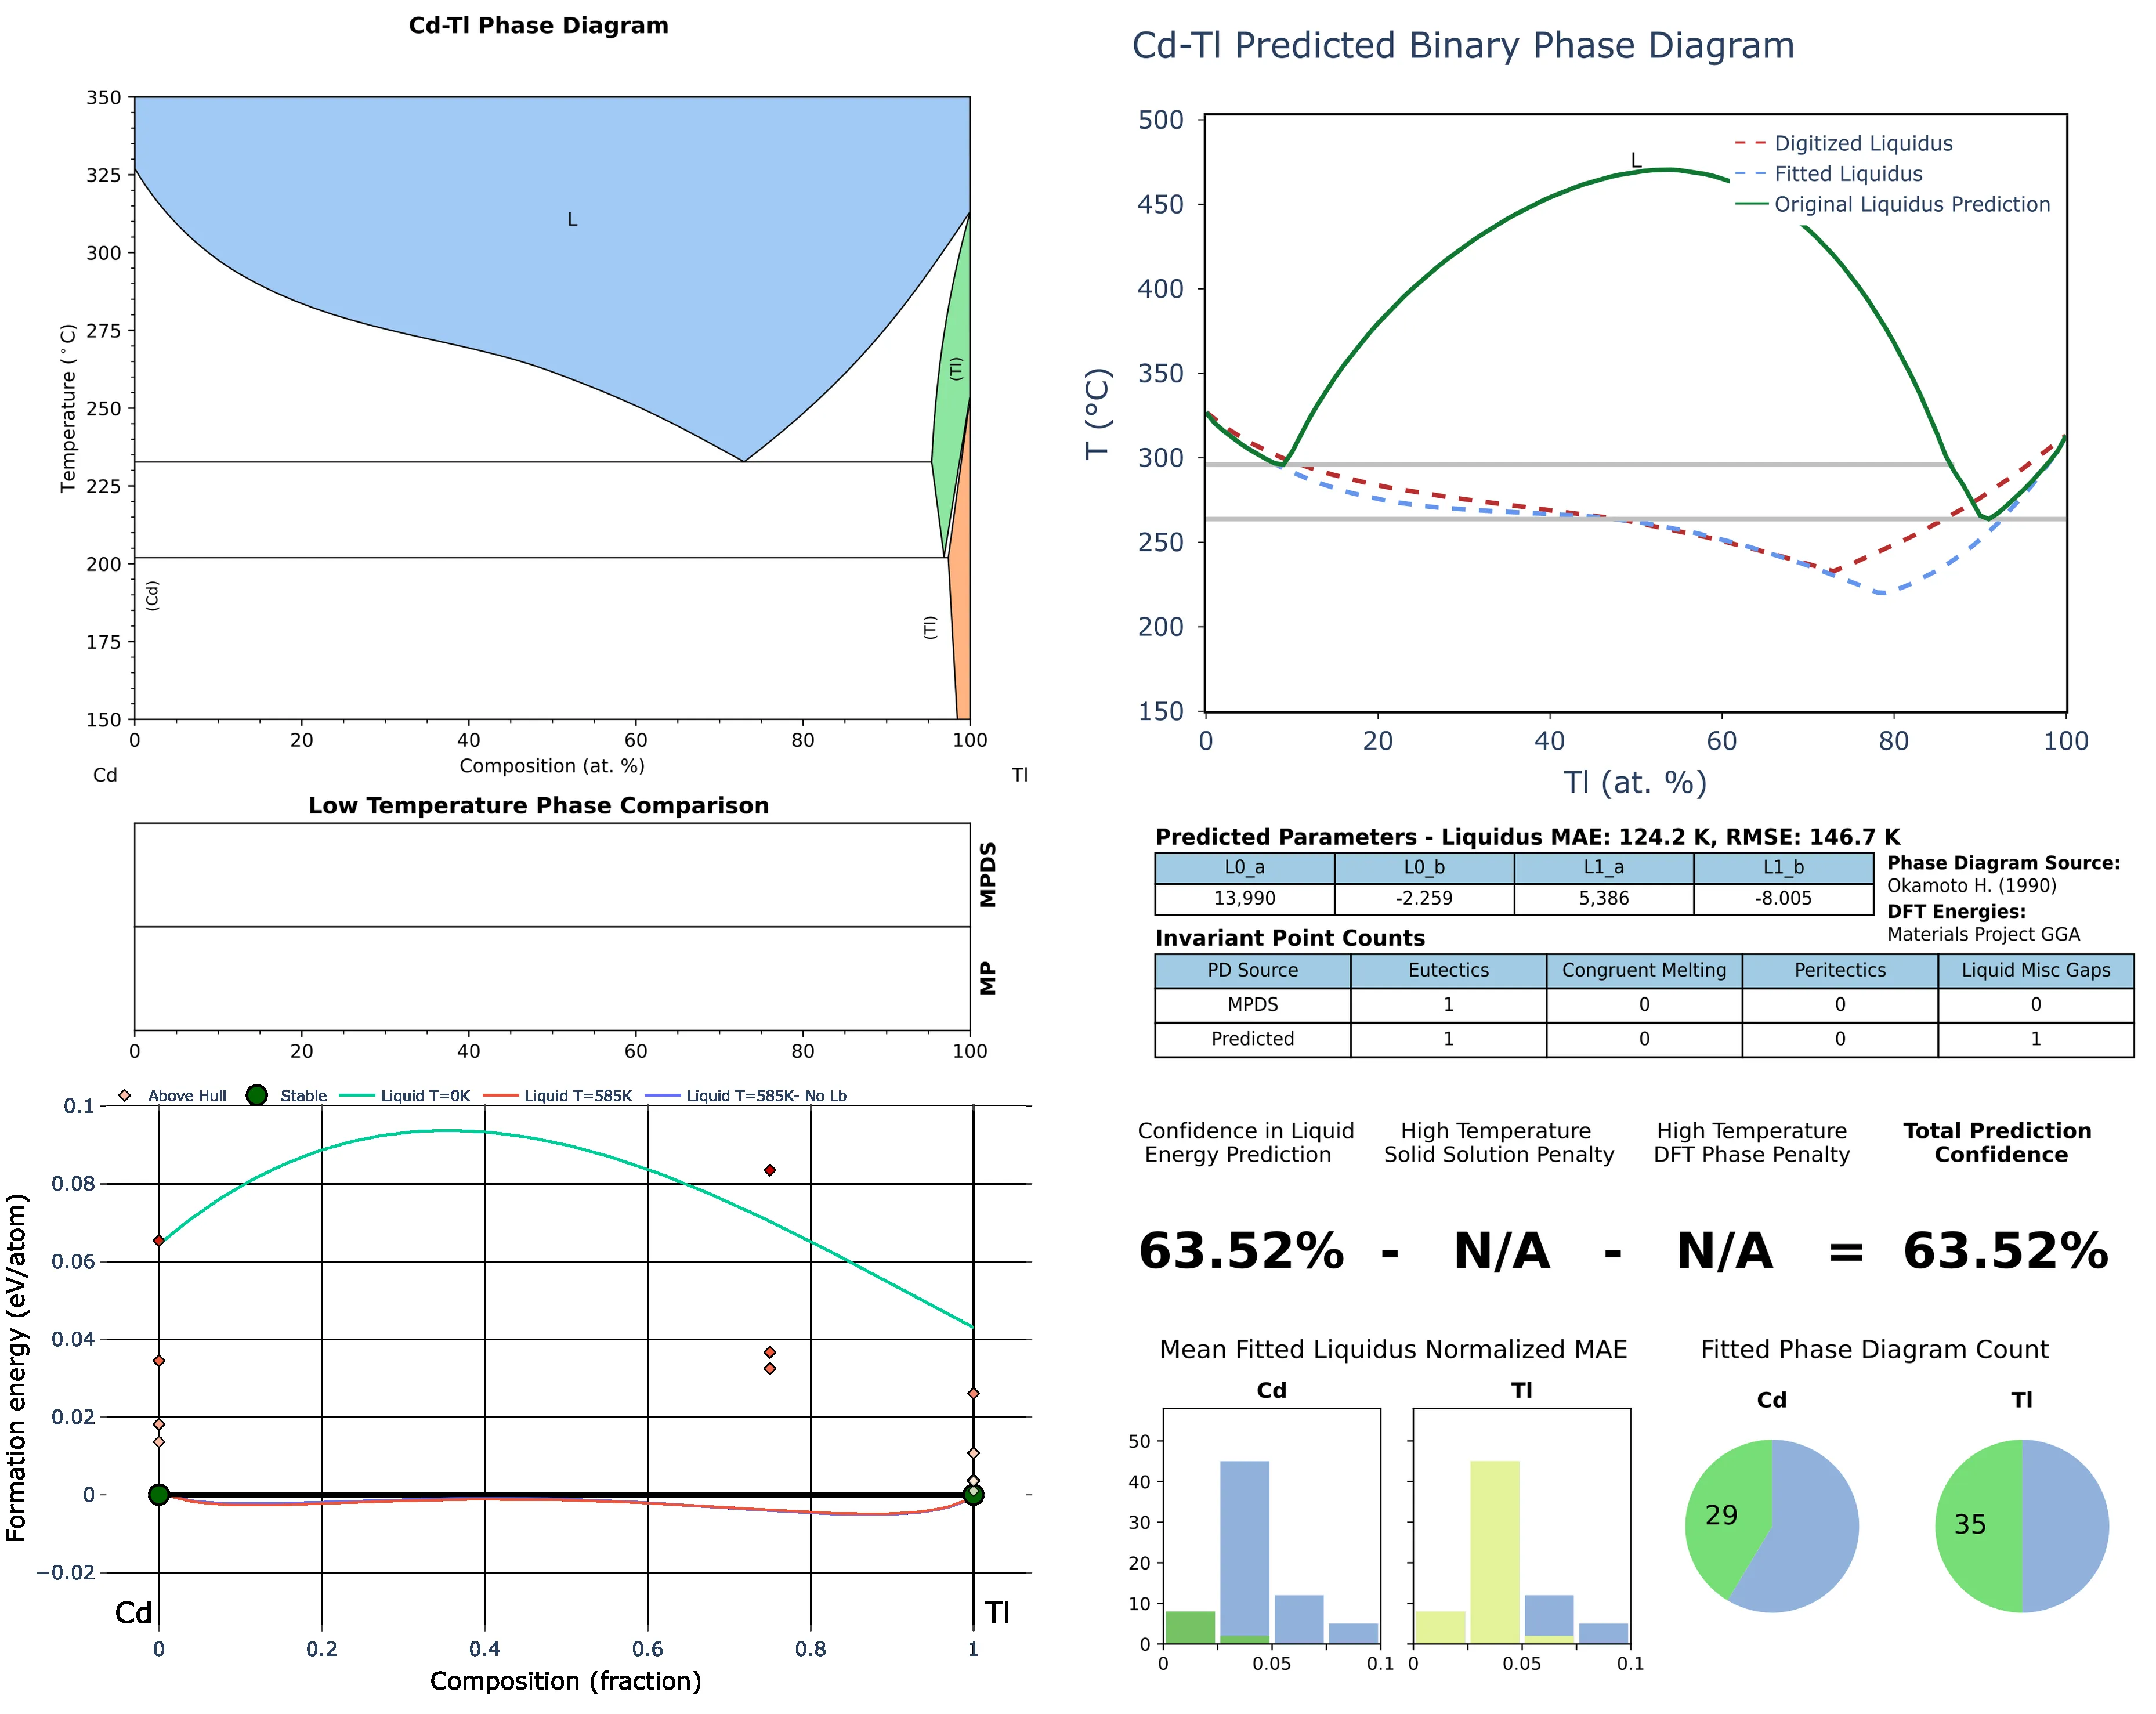 Cd-Tl Phase Diagram
350
325
300
275
250
225
200
175
150
Temperature (°C)
L
(Tl)
(Cd)
(Tl)
0 20 40 60 80 100
Composition (at. %)
Cd Tl
Low Temperature Phase Comparison
MPDS
MP
0 20 40 60 80 100
Above Hull Stable Liquid T=0K Liquid T=585K Liquid T=585K- No Lb
0.1
0.08
0.06
0.04
0.02
0
−0.02
Formation energy (eV/atom)
Cd Tl
0 0.2 0.4 0.6 0.8 1
Composition (fraction)
Cd-Tl Predicted Binary Phase Diagram
500
450
400
350
300
250
200
150
T (°C)
L
Digitized Liquidus
Fitted Liquidus
Original Liquidus Prediction
0 20 40 60 80 100
Tl (at. %)
Predicted Parameters - Liquidus MAE: 124.2 K, RMSE: 146.7 K
L0_a L0_b L1_a L1_b
13,990 -2.259 5,386 -8.005
Phase Diagram Source:
Okamoto H. (1990)
DFT Energies:
Materials Project GGA
Invariant Point Counts
PD Source Eutectics Congruent Melting Peritectics Liquid Misc Gaps
MPDS 1 0 0 0
Predicted 1 0 0 1
Confidence in Liquid
Energy Prediction
High Temperature
Solid Solution Penalty
High Temperature
DFT Phase Penalty
Total Prediction
Confidence
63.52% - N/A - N/A = 63.52%
Mean Fitted Liquidus Normalized MAE
Cd Tl
50
40
30
20
10
0
0 0.05 0.1
0 0.05 0.1
Fitted Phase Diagram Count
Cd Tl
29 35